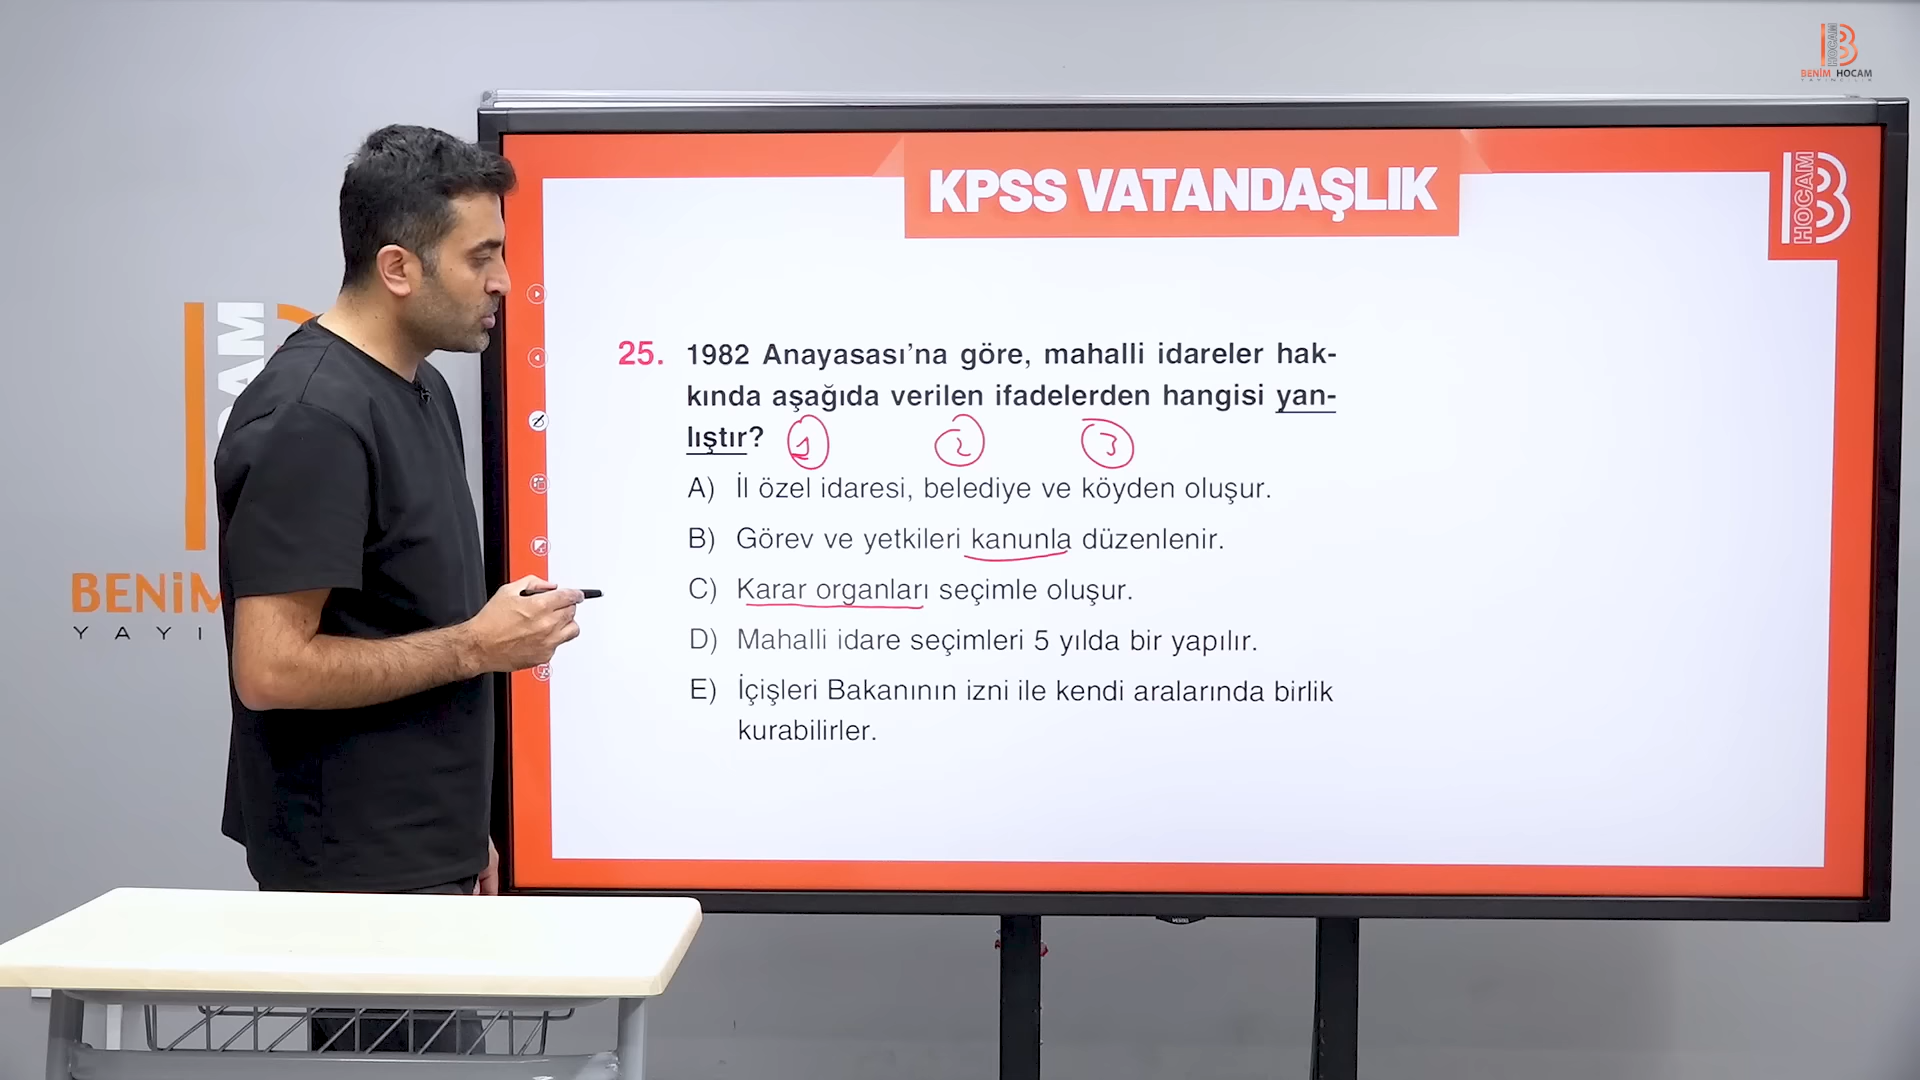 BENİM HOCAM
YAYINCILIK
KPSS VATANDAŞLIK
HOCAM
25. 1982 Anayasası'na göre, mahalli idareler hak-
kında aşağıda verilen ifadelerden hangisi yan-
lıştır? 1 2 3
A) İl özel idaresi, belediye ve köyden oluşur.
B) Görev ve yetkileri kanunla düzenlenir.
C) Karar organları seçimle oluşur.
D) Mahalli idare seçimleri 5 yılda bir yapılır.
E) İçişleri Bakanının izni ile kendi aralarında birlik
kurabilirler.
BENİM
YAYI